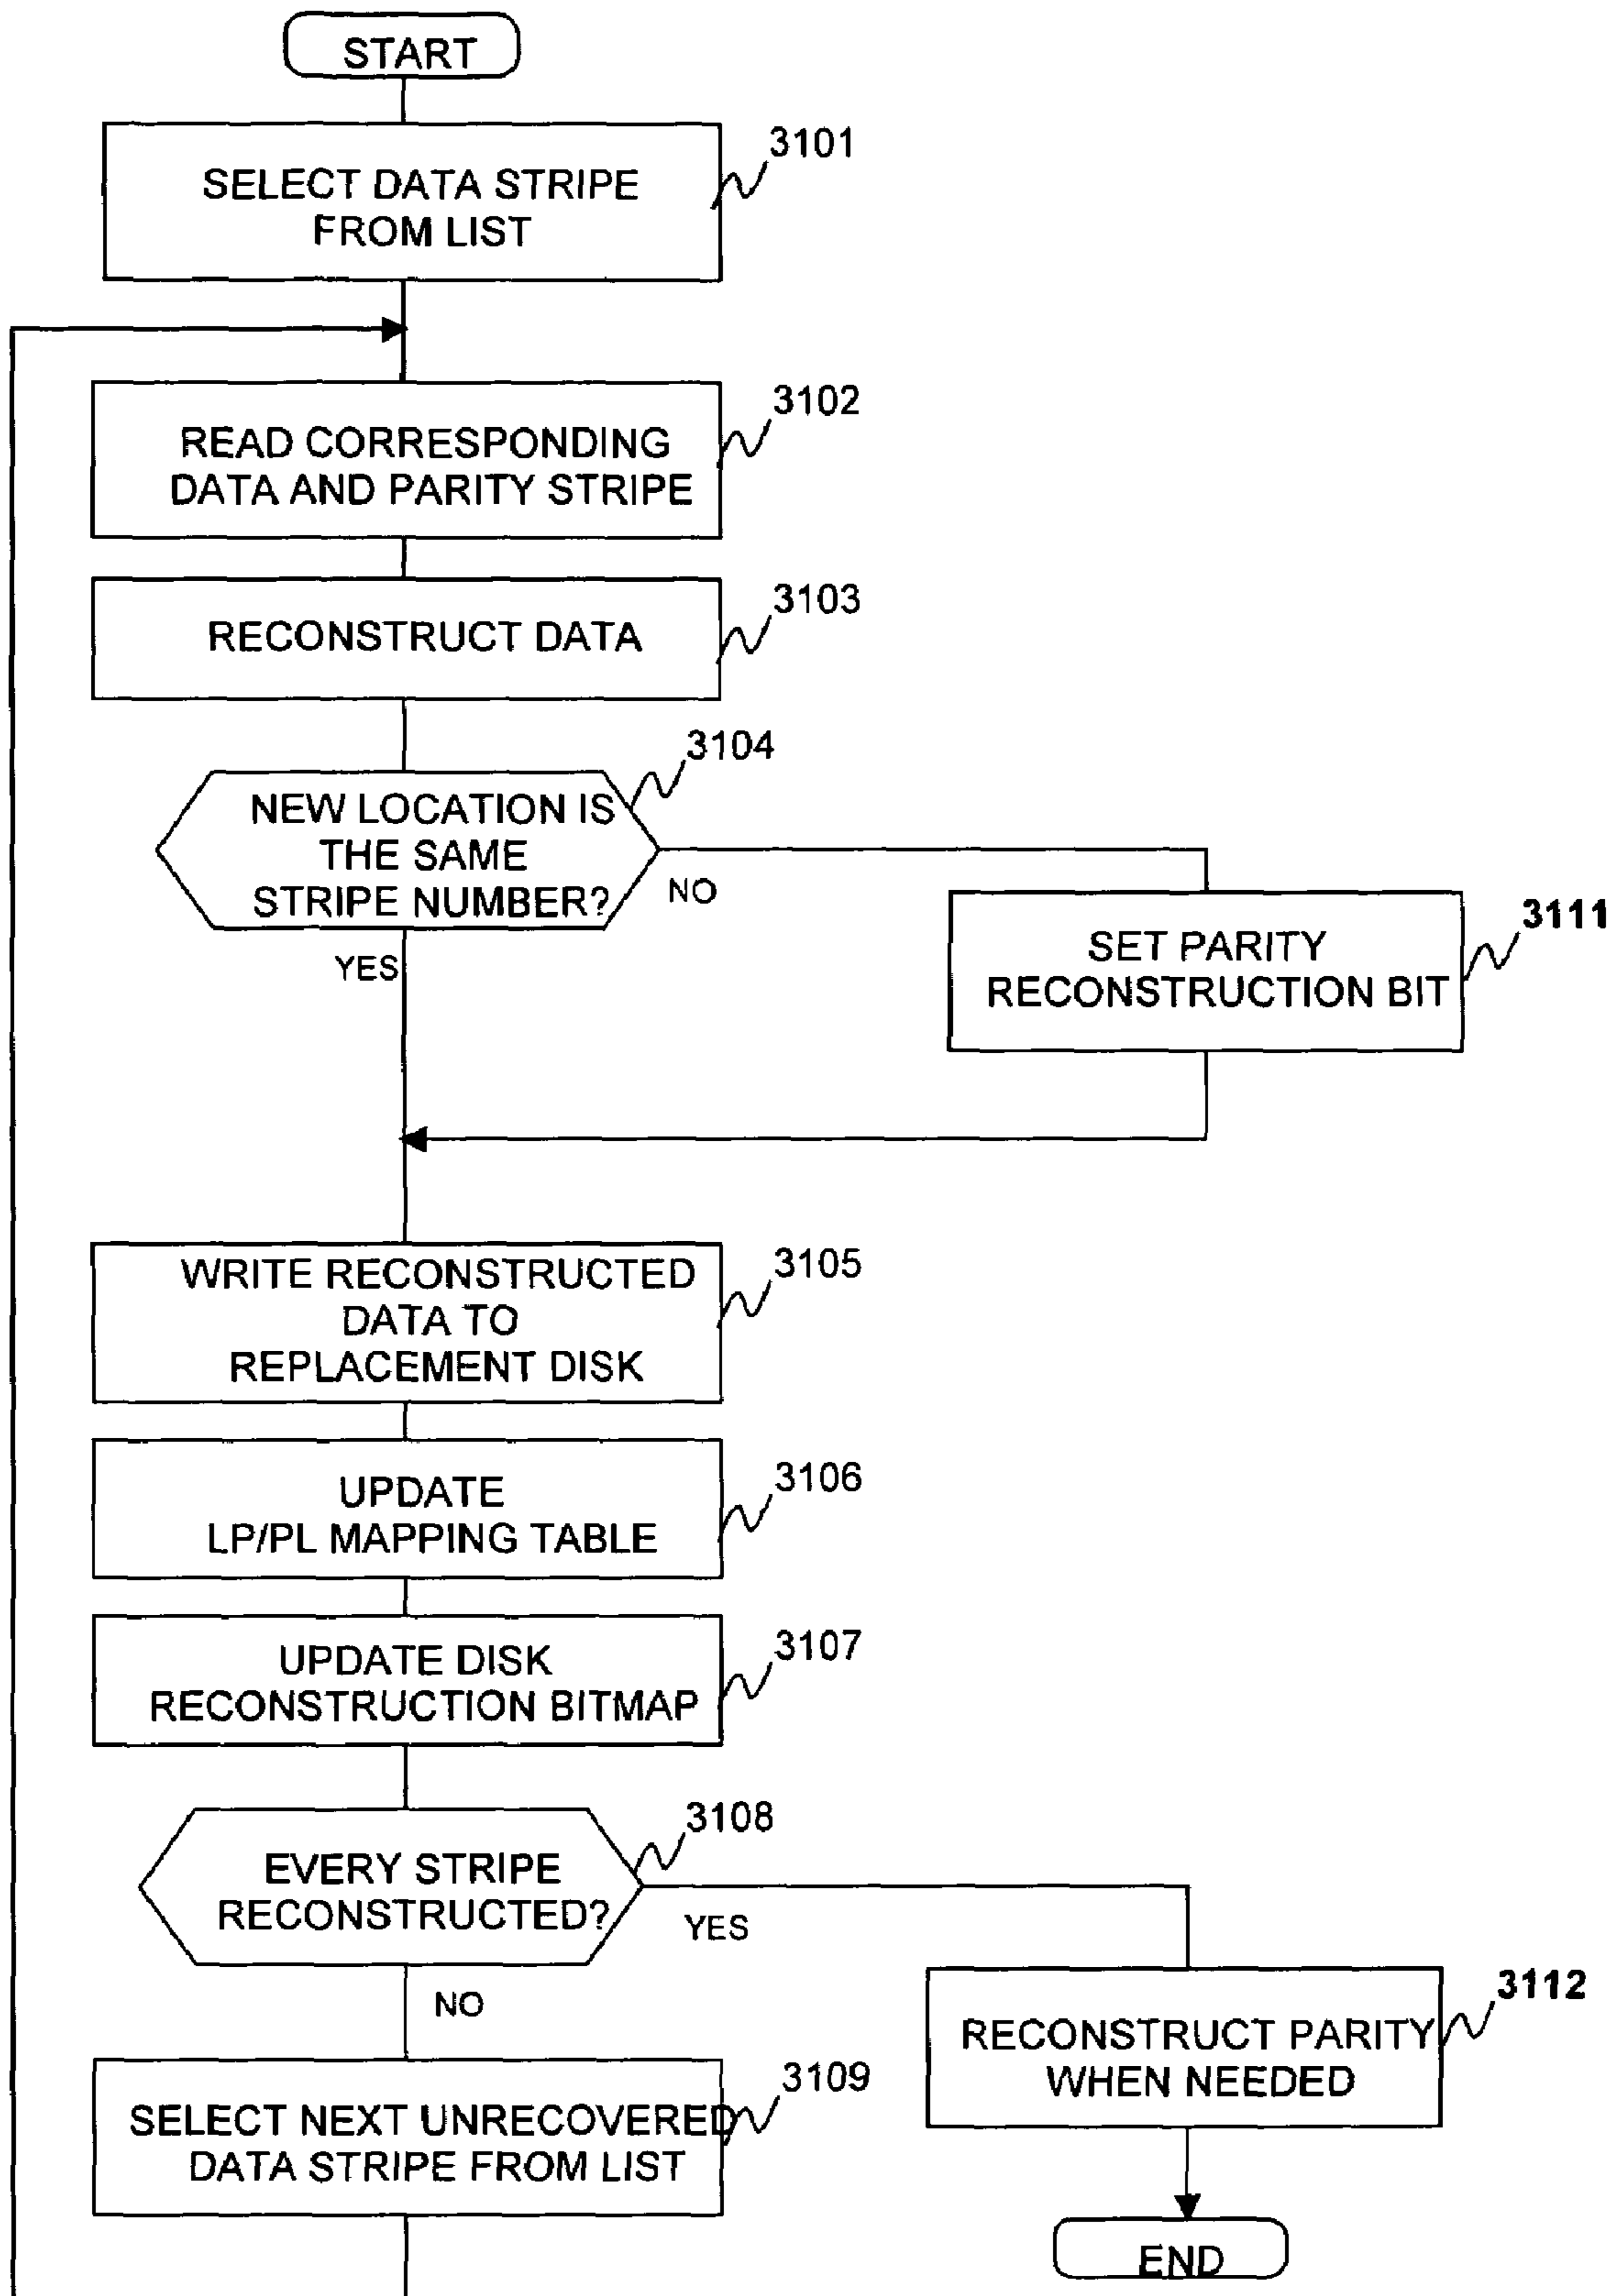 START
3101
SELECT DATA STRIPE
FROM LIST
3102
READ CORRESPONDING
DATA AND PARITY STRIPE
3103
RECONSTRUCT DATA
3104
NEW LOCATION IS
THE SAME
STRIPE NUMBER?
NO
YES
3111
SET PARITY
RECONSTRUCTION BIT
3105
WRITE RECONSTRUCTED
DATA TO
REPLACEMENT DISK
3106
UPDATE
LP/PL MAPPING TABLE
3107
UPDATE DISK
RECONSTRUCTION BITMAP
3108
EVERY STRIPE
RECONSTRUCTED?
YES
NO
3112
RECONSTRUCT PARITY
WHEN NEEDED
3109
SELECT NEXT UNRECOVERED
DATA STRIPE FROM LIST
END